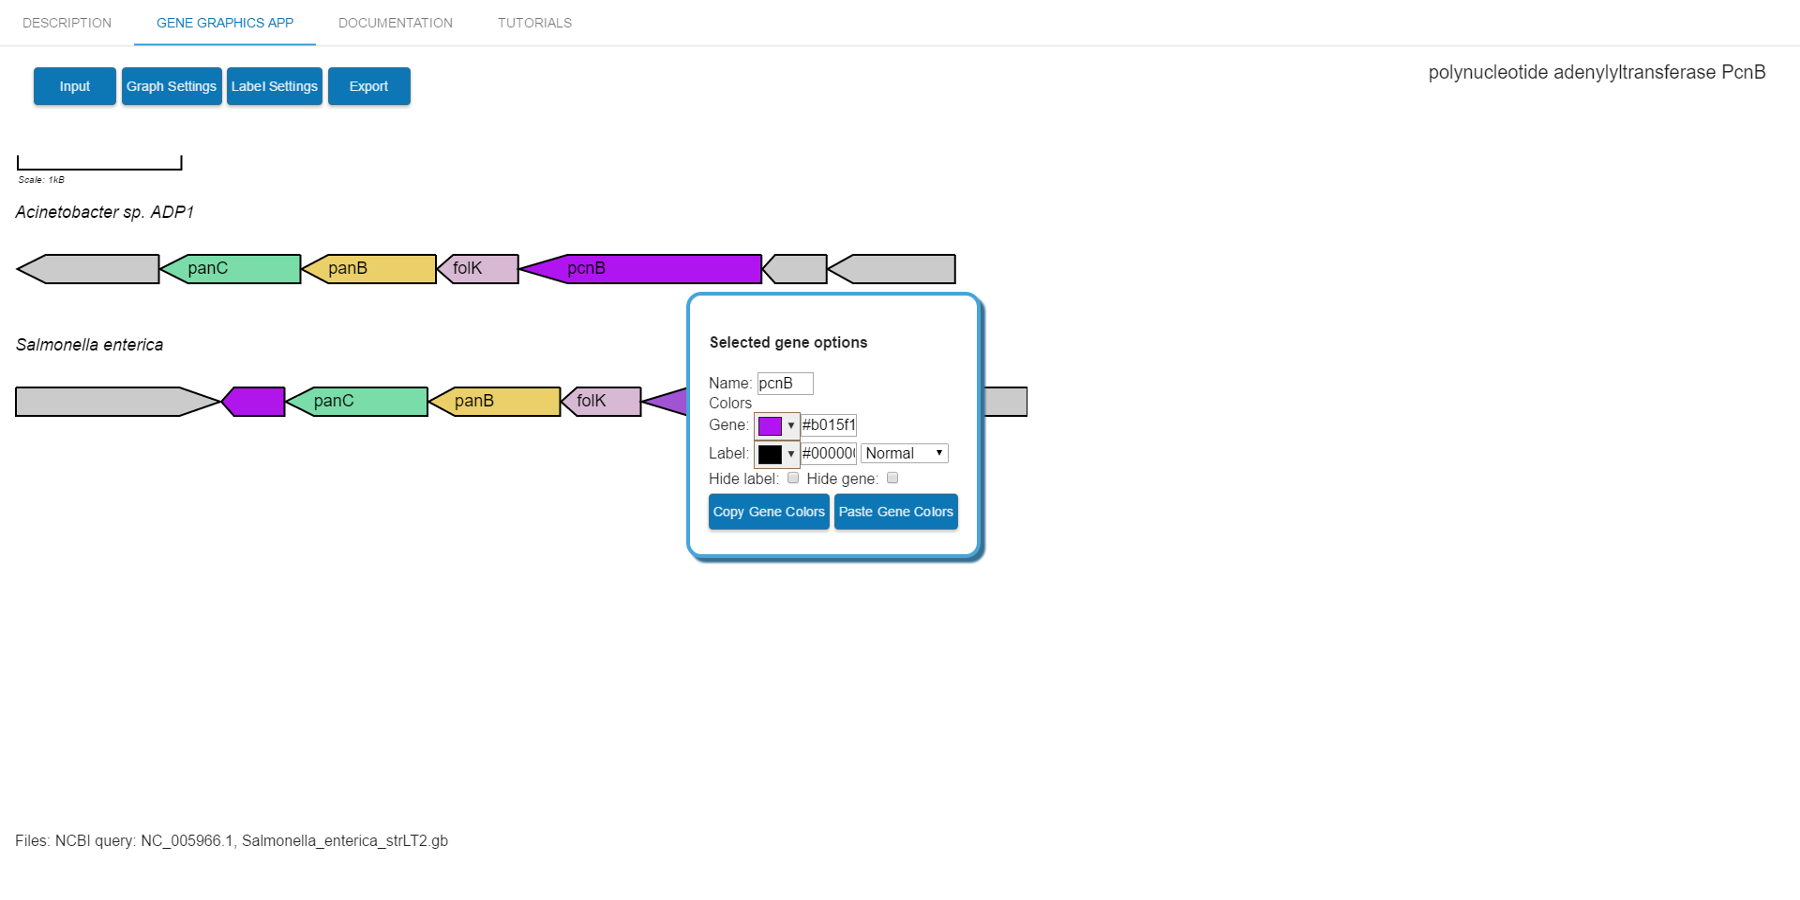 DESCRIPTION GENE GRAPHICS APP DOCUMENTATION TUTORIALS
Input Graph Settings Label Settings Export
polynucleotide adenylyltransferase PcnB
Scale: 1kB
Acinetobacter sp. ADP1
panC panB folK pcnB
Salmonella enterica
panC panB folK
Selected gene options
Name: pcnB
Colors
Gene: #b015f1
Label: #000000 Normal
Hide label: Hide gene:
Copy Gene Colors Paste Gene Colors
Files: NCBI query: NC_005966.1, Salmonella_enterica_strLT2.gb